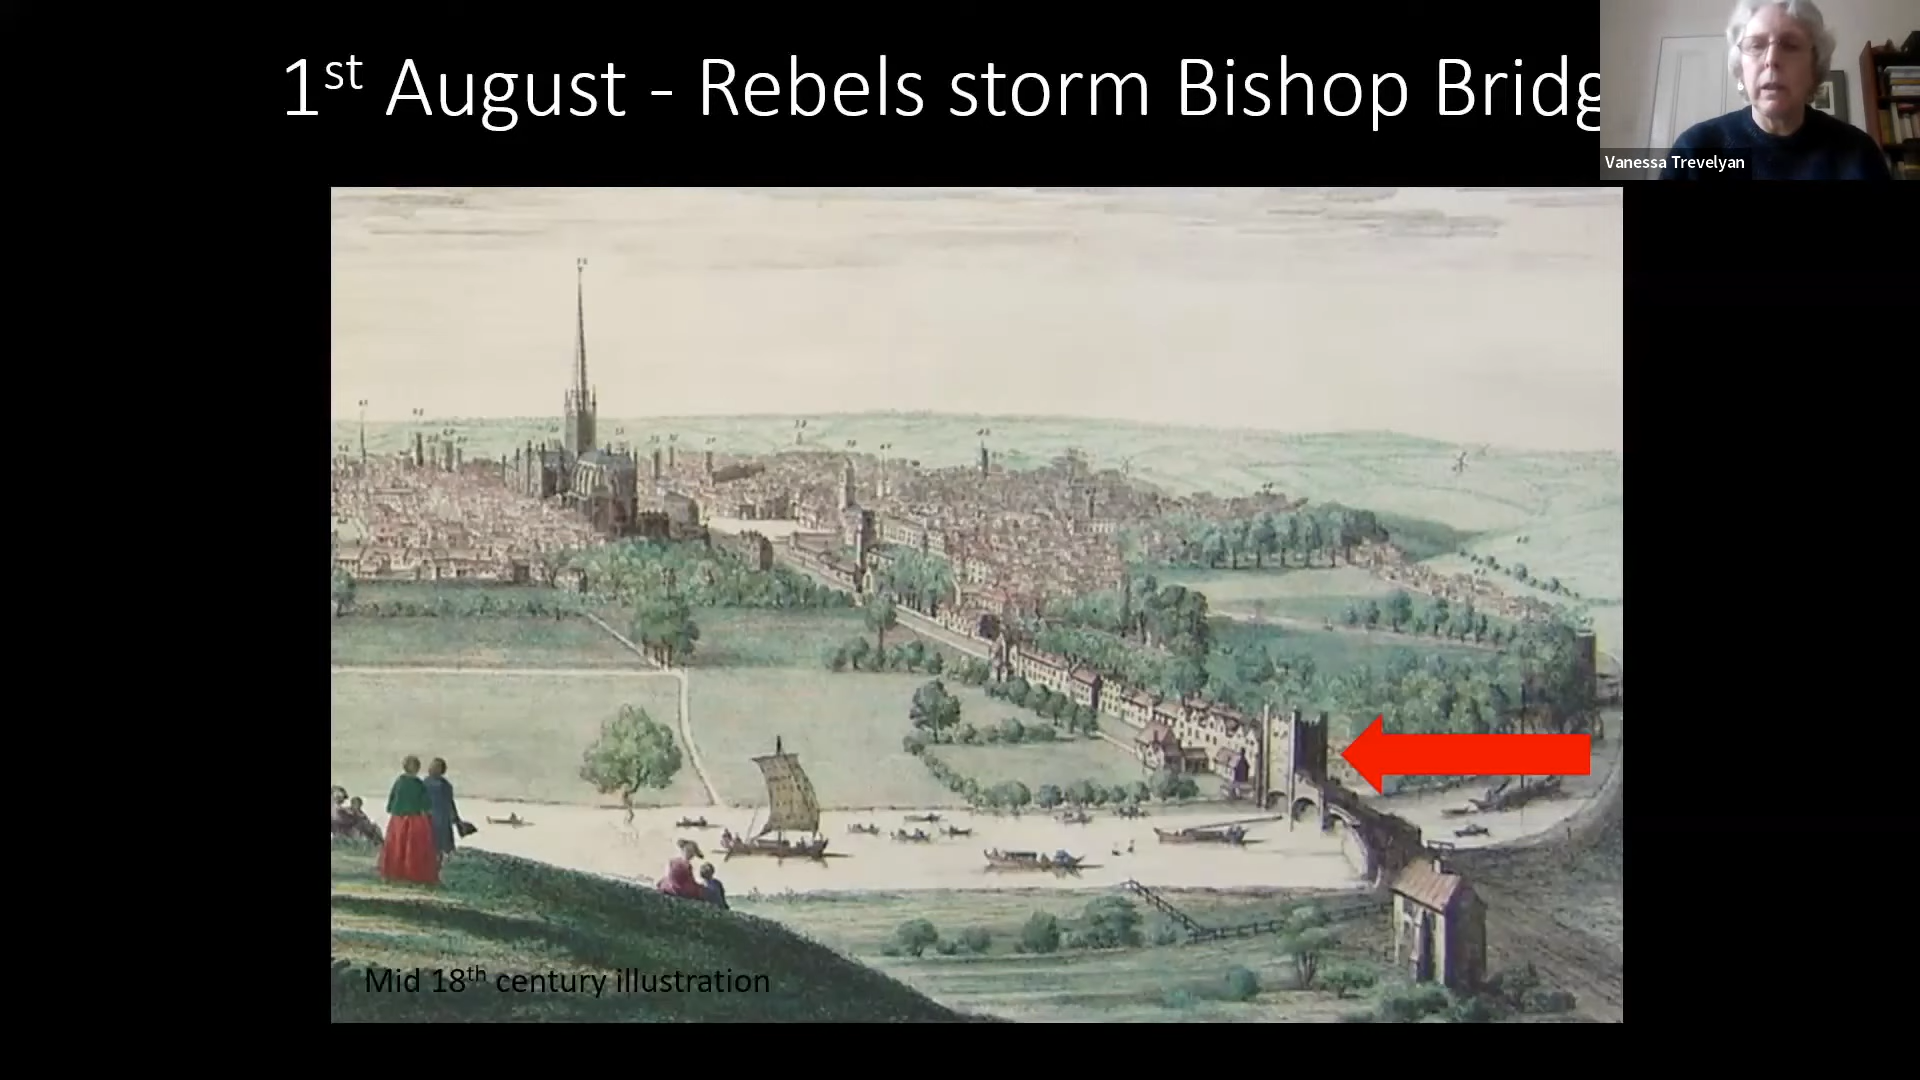 1st August - Rebels storm Bishop Bridg
Vanessa Trevelyan
Mid 18th century illustration